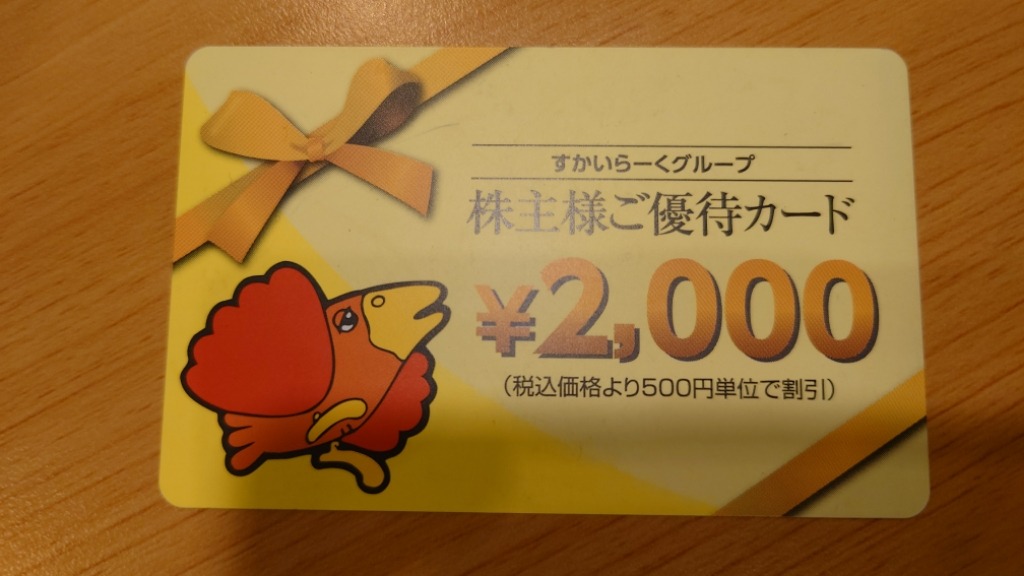 すかいらーくグループ
株主様ご優待カード
¥2,000
（税込価格より500円単位で割引）